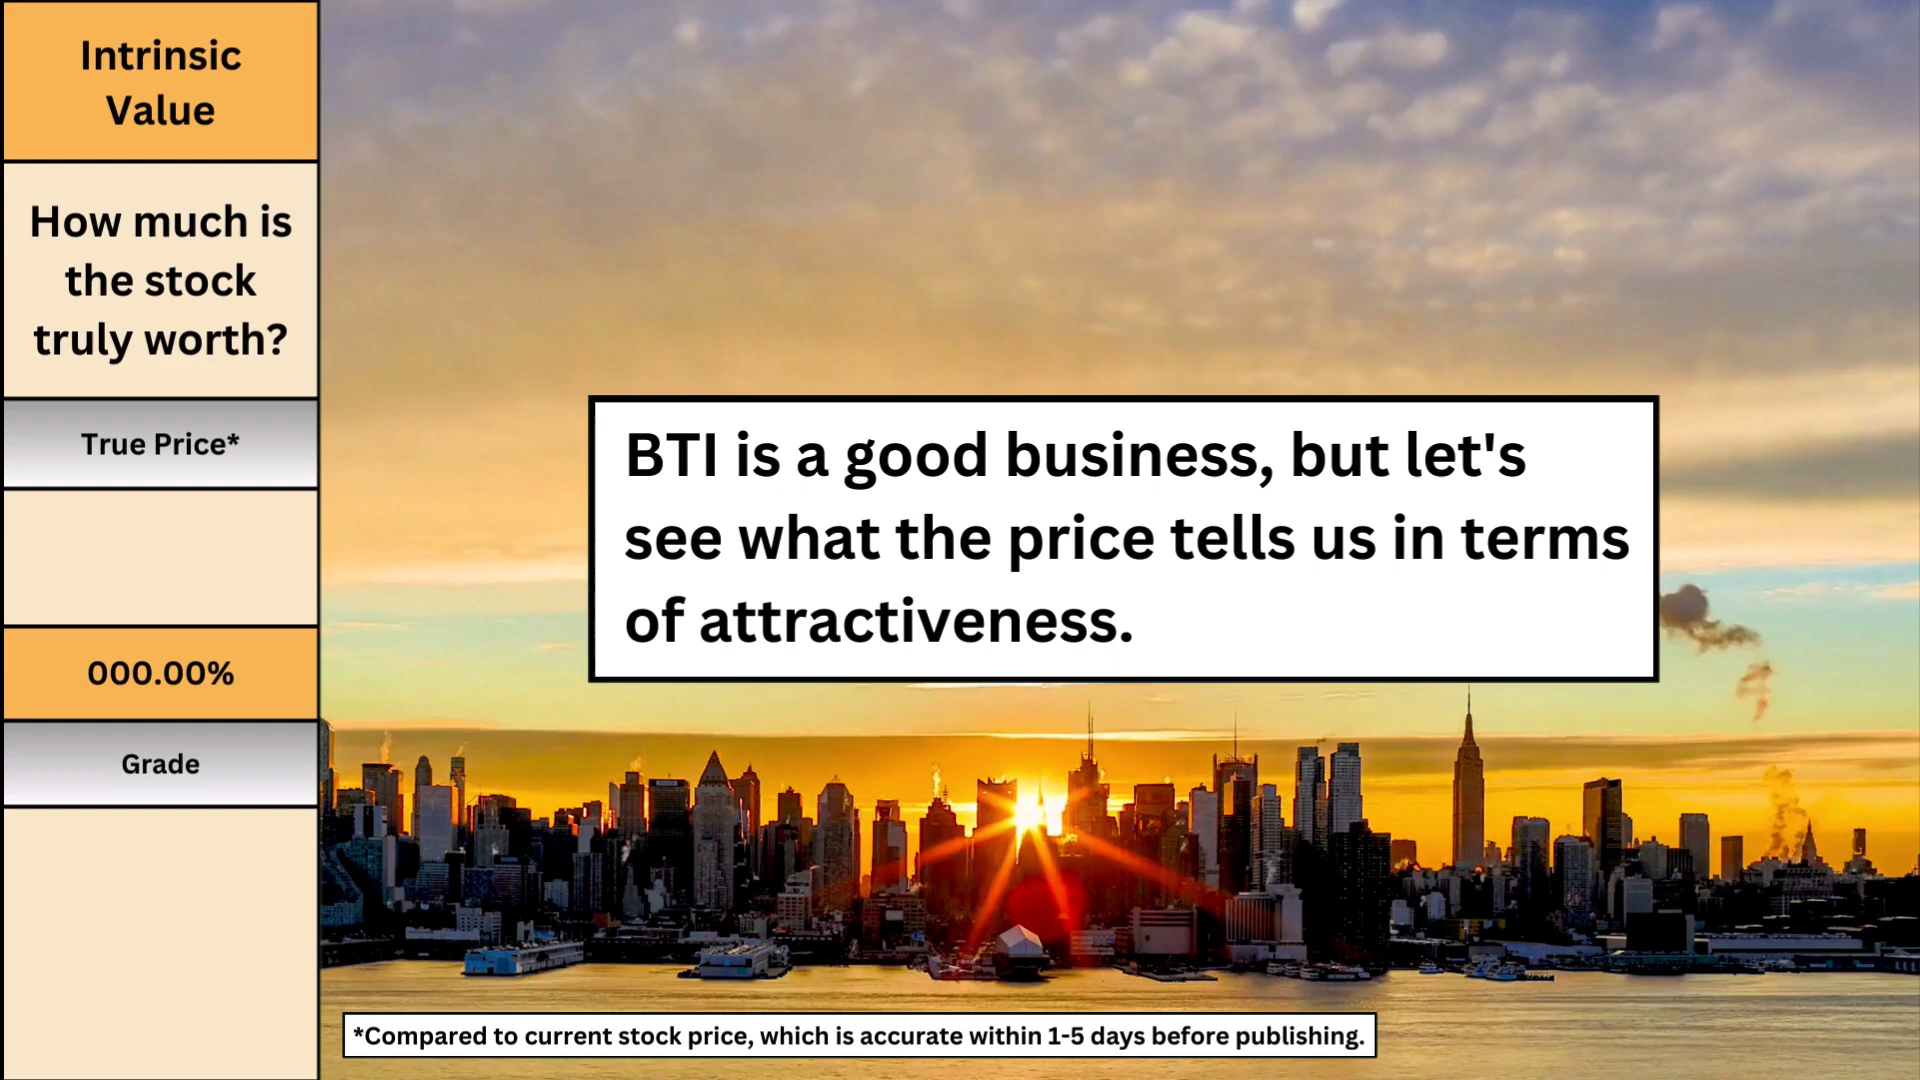 Intrinsic
Value
How much is
the stock
truly worth?
True Price*
000.00%
Grade
BTI is a good business, but let's
see what the price tells us in terms
of attractiveness.
*Compared to current stock price, which is accurate within 1-5 days before publishing.